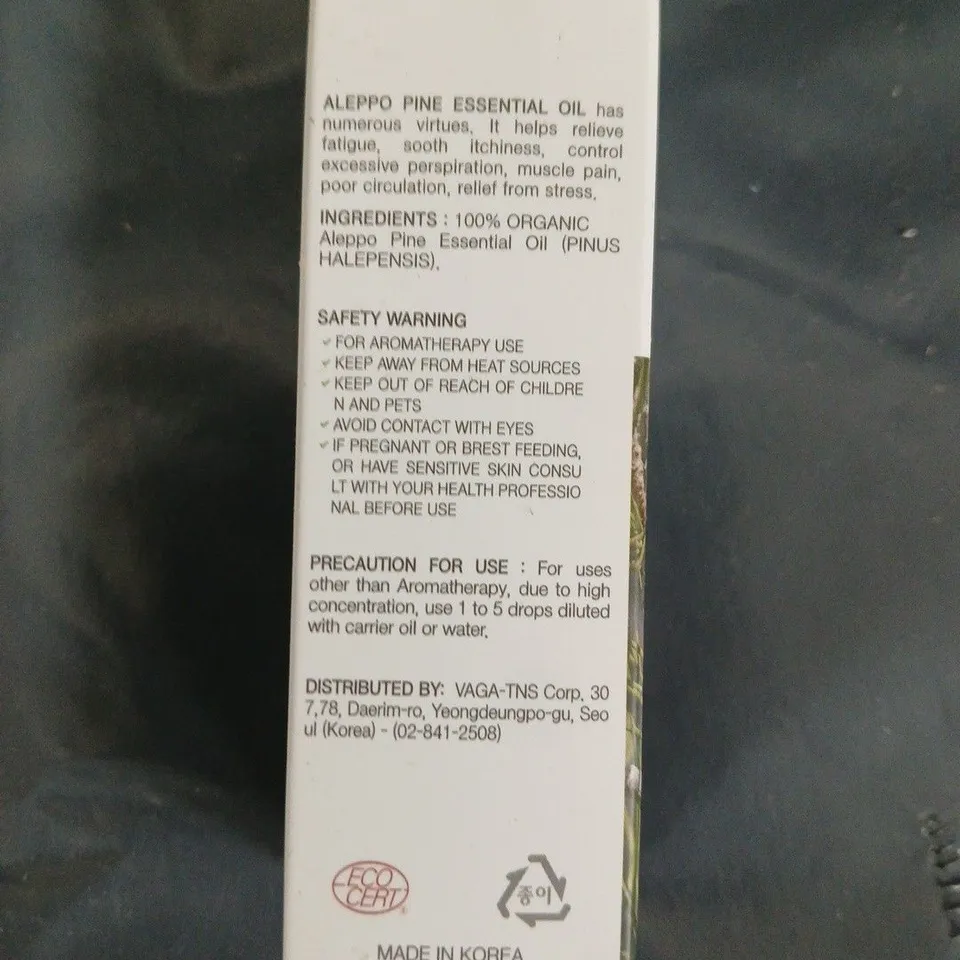 ALEPPO PINE ESSENTIAL OIL has
numerous virtues. It helps relieve
fatigue, sooth itchiness, control
excessive perspiration, muscle pain,
poor circulation, relief from stress.
INGREDIENTS : 100% ORGANIC
Aleppo Pine Essential Oil (PINUS
HALEPENSIS).
SAFETY WARNING
FOR AROMATHERAPY USE
KEEP AWAY FROM HEAT SOURCES
KEEP OUT OF REACH OF CHILDRE
N AND PETS
AVOID CONTACT WITH EYES
IF PREGNANT OR BREST FEEDING,
OR HAVE SENSITIVE SKIN CONSU
LT WITH YOUR HEALTH PROFESSIO
NAL BEFORE USE
PRECAUTION FOR USE : For uses
other than Aromatherapy, due to high
concentration, use 1 to 5 drops diluted
with carrier oil or water.
DISTRIBUTED BY: VAGA-TNS Corp. 30
7,78, Daerim-ro, Yeongdeungpo-gu, Seo
ul (Korea) - (02-841-2508)
ECO
CERT
종이
MADE IN KOREA